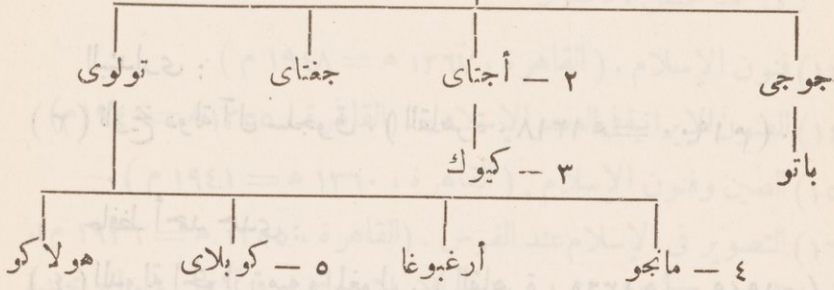 جوجى ٢ – أجتاى جغتاى تولوى
باتو ٣ – كيوك
٤ – مانجو أرغبوغا ٥ – كوبلاى هولاكو